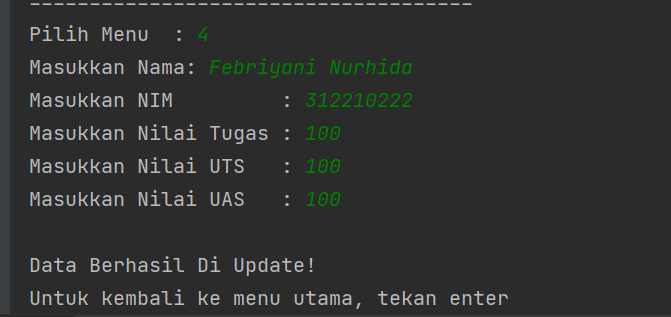 -------------------------------------
Pilih Menu  : 4
Masukkan Nama: Febriyani Nurhida
Masukkan NIM         : 312210222
Masukkan Nilai Tugas : 100
Masukkan Nilai UTS   : 100
Masukkan Nilai UAS   : 100
Data Berhasil Di Update!
Untuk kembali ke menu utama, tekan enter